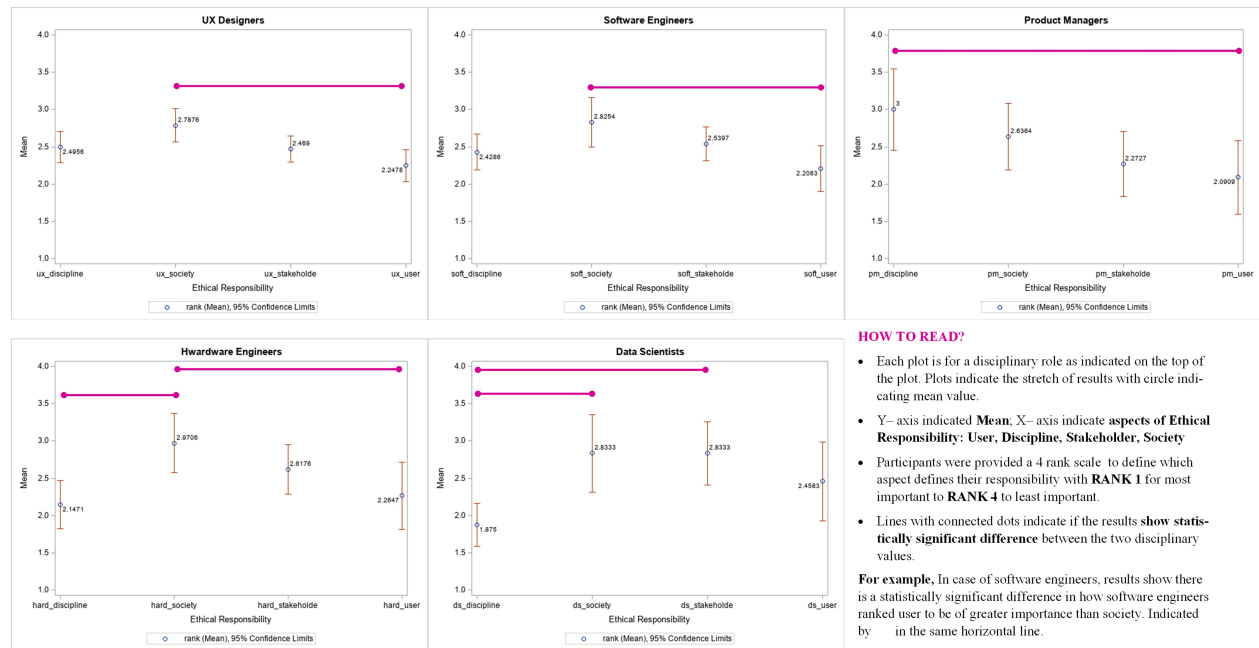 UX Designers
4.0
3.5
3.0
2.5
2.0
1.5
1.0
Mean
2.4956
2.7876
2.469
2.2478
ux_discipline ux_society ux_stakeholde ux_user
Ethical Responsibility
rank (Mean), 95% Confidence Limits
Software Engineers
4.0
3.5
3.0
2.5
2.0
1.5
1.0
Mean
2.4286
2.8254
2.5397
2.2063
soft_discipline soft_society soft_stakeholde soft_user
Ethical Responsibility
rank (Mean), 95% Confidence Limits
Product Managers
4.0
3.5
3.0
2.5
2.0
1.5
1.0
Mean
3
2.6364
2.2727
2.0909
pm_discipline pm_society pm_stakeholde pm_user
Ethical Responsibility
rank (Mean), 95% Confidence Limits
Hwardware Engineers
4.0
3.5
3.0
2.5
2.0
1.5
1.0
Mean
2.1471
2.9706
2.6176
2.2647
hard_discipline hard_society hard_stakeholde hard_user
Ethical Responsibility
rank (Mean), 95% Confidence Limits
Data Scientists
4.0
3.5
3.0
2.5
2.0
1.5
1.0
Mean
1.875
2.8333
2.8333
2.4583
ds_discipline ds_society ds_stakeholde ds_user
Ethical Responsibility
rank (Mean), 95% Confidence Limits
HOW TO READ?
• Each plot is for a disciplinary role as indicated on the top of
the plot. Plots indicate the stretch of results with circle indi-
cating mean value.
• Y– axis indicated Mean; X– axis indicate aspects of Ethical
Responsibility: User, Discipline, Stakeholder, Society
• Participants were provided a 4 rank scale to define which
aspect defines their responsibility with RANK 1 for most
important to RANK 4 to least important.
• Lines with connected dots indicate if the results show statis-
tically significant difference between the two disciplinary
values.
For example, In case of software engineers, results show there
is a statistically significant difference in how software engineers
ranked user to be of greater importance than society. Indicated
by in the same horizontal line.